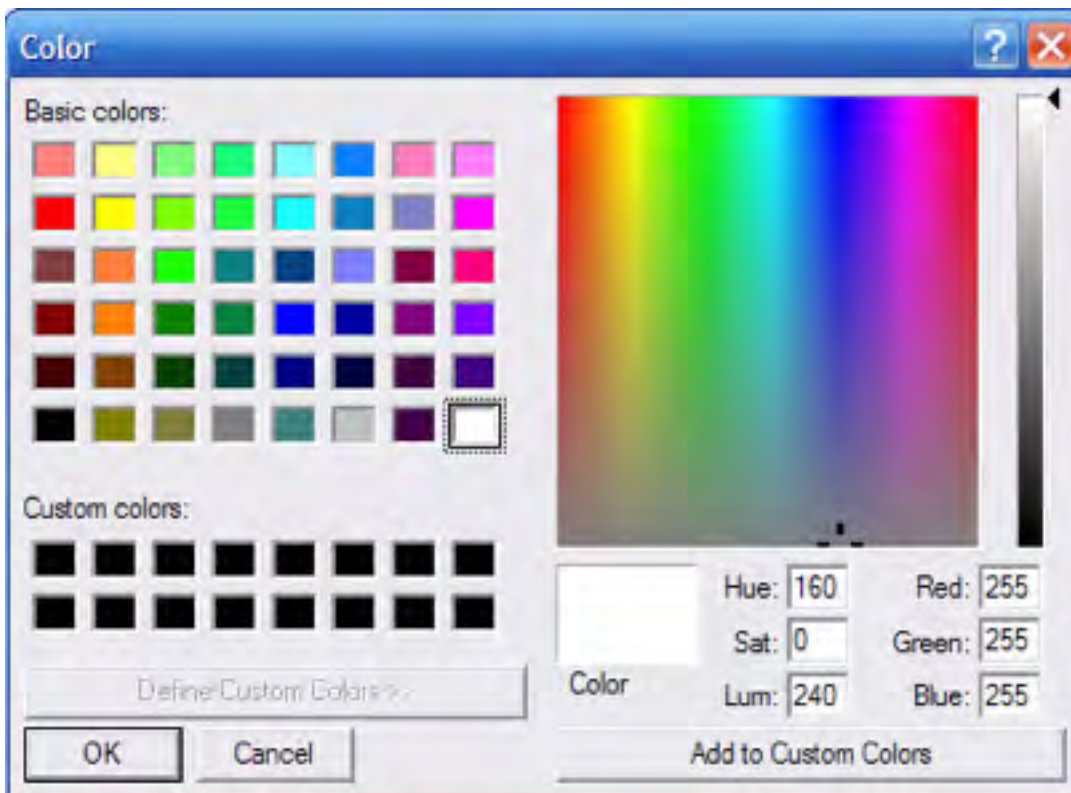 Color
Basic colors:
Custom colors:
Define Custom Colors >>
OK Cancel
Color
Hue: 160 Red: 255
Sat: 0 Green: 255
Lum: 240 Blue: 255
Add to Custom Colors